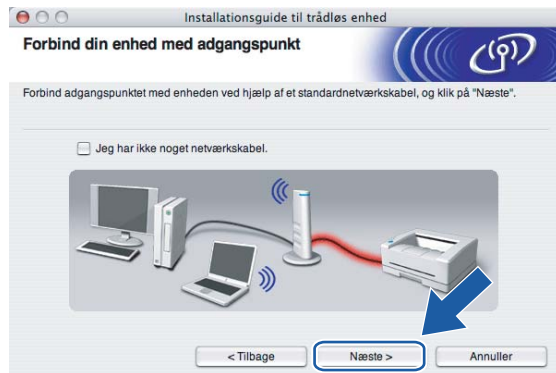 Installationsguide til trådløs enhed
Forbind din enhed med adgangspunkt
Forbind adgangspunktet med enheden ved hjælp af et standardnetværkskabel, og klik på "Næste".
Jeg har ikke noget netværkskabel.
< Tilbage
Næste >
Annuller